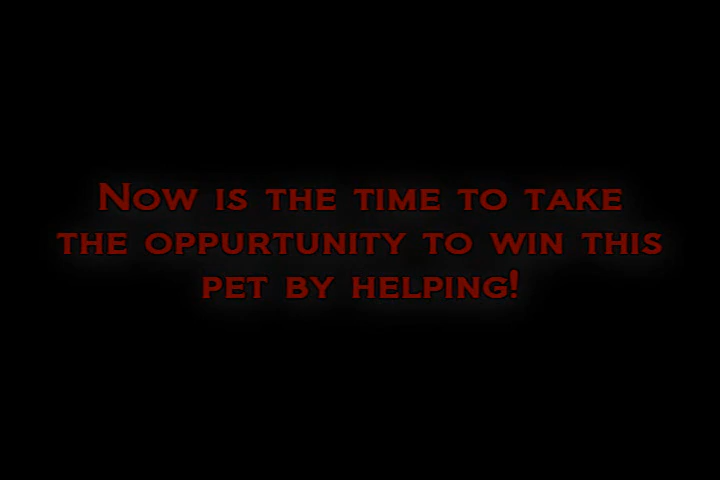 Now is the time to take
the oppurtunity to win this
pet by helping!